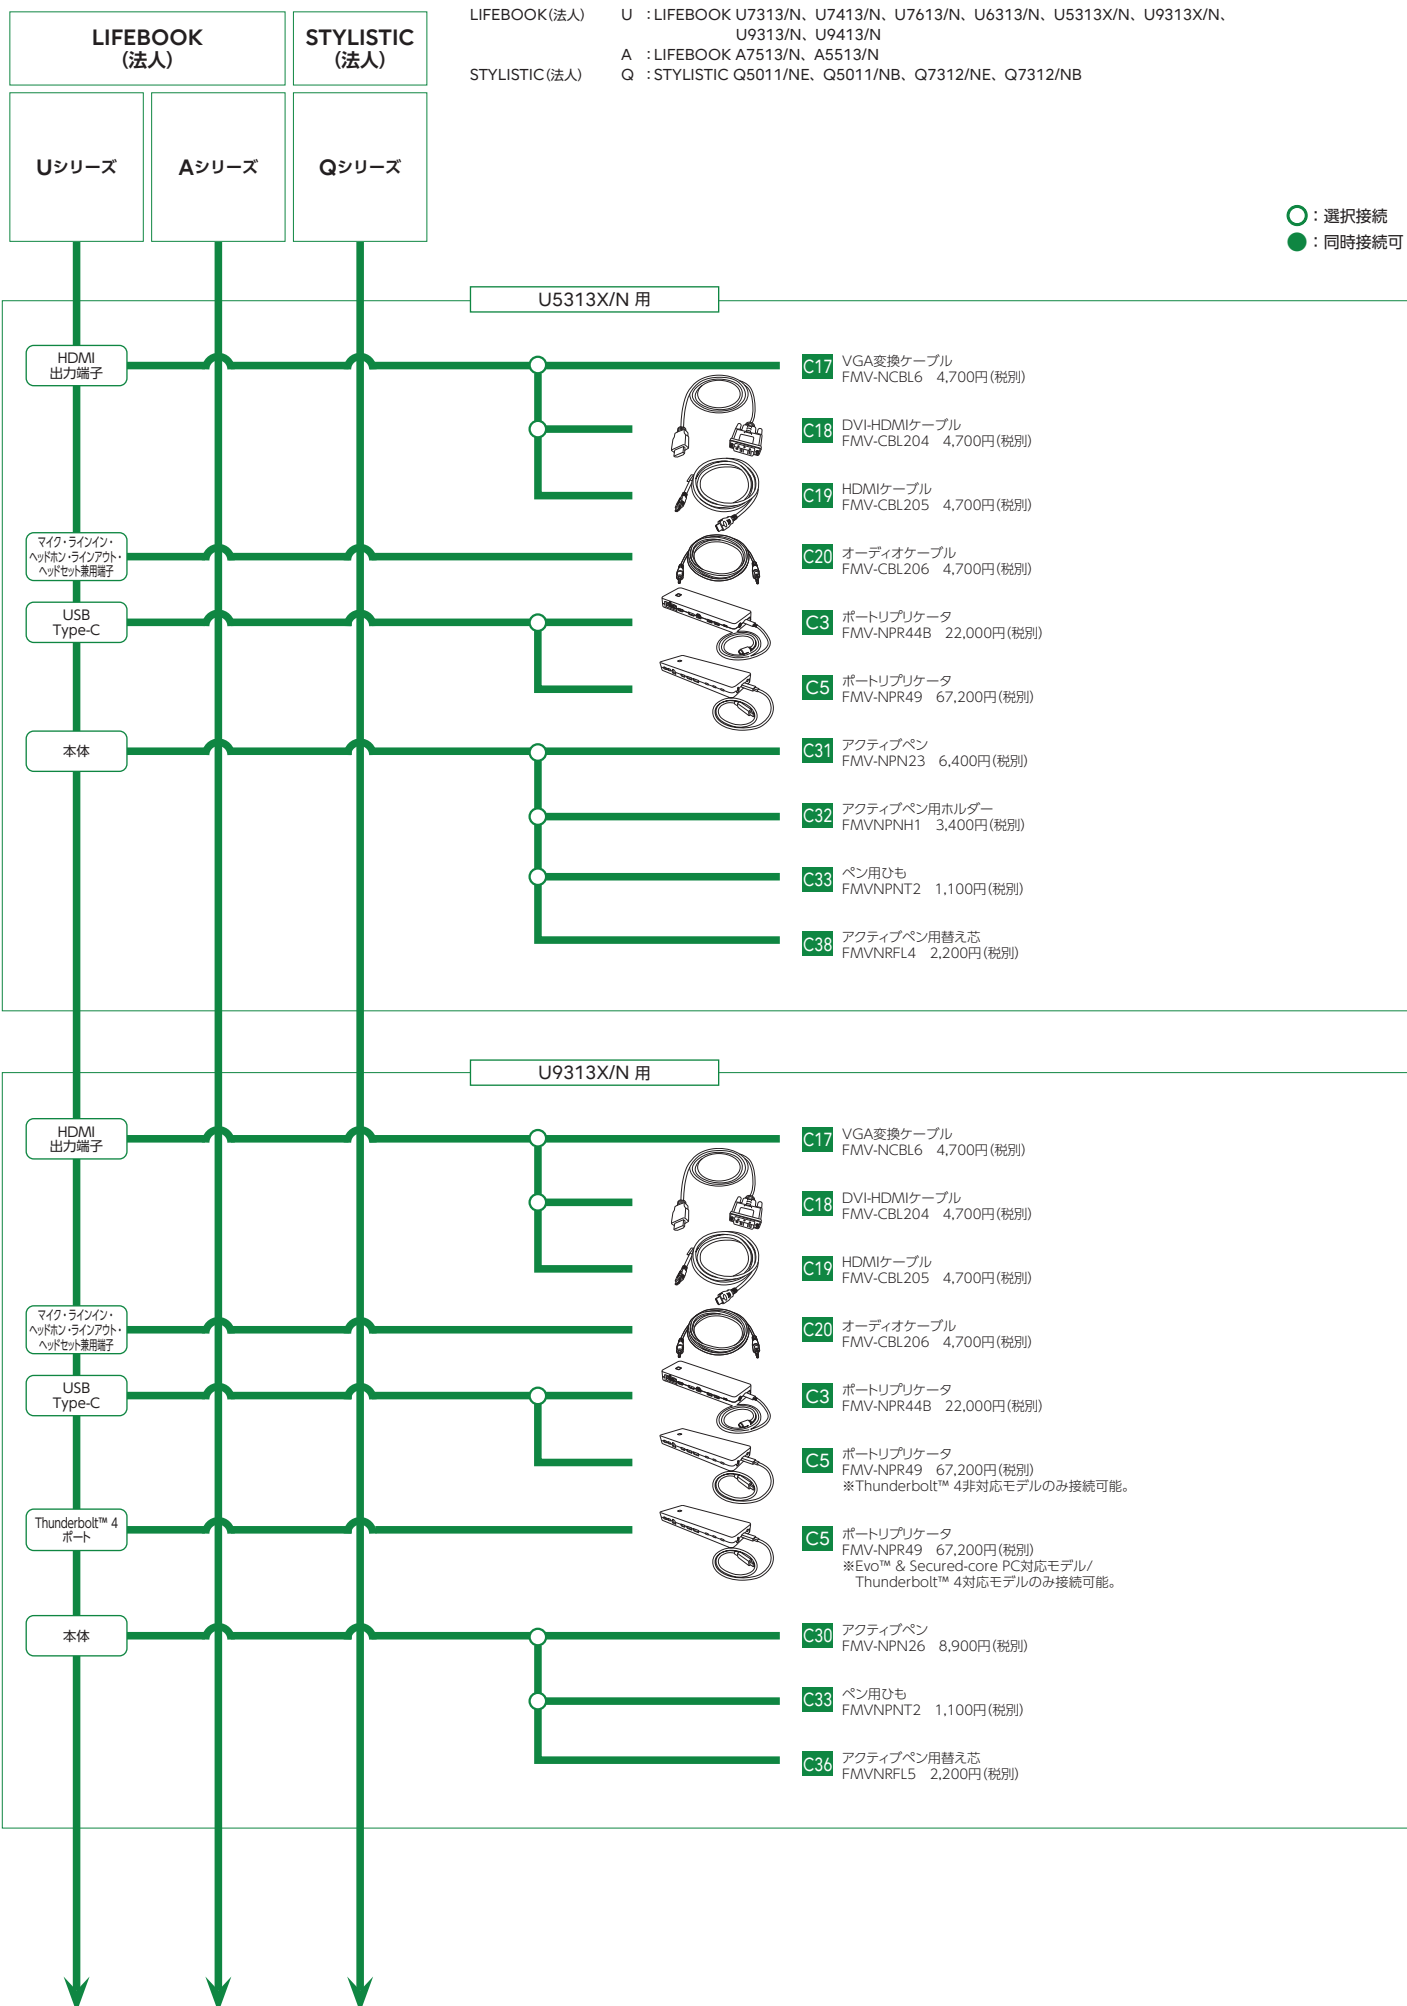 LIFEBOOK
(法人)
STYLISTIC
(法人)
LIFEBOOK(法人) U :LIFEBOOK U7313/N、U7413/N、U7613/N、U6313/N、U5313X/N、U9313X/N、
U9313/N、U9413/N
A :LIFEBOOK A7513/N、A5513/N
STYLISTIC(法人) Q :STYLISTIC Q5011/NE、Q5011/NB、Q7312/NE、Q7312/NB
Uシリーズ
Aシリーズ
Qシリーズ
○:選択接続
●:同時接続可
U5313X/N 用
HDMI
出力端子
C17 VGA変換ケーブル
FMV-NCBL6 4,700円(税別)
C18 DVI-HDMIケーブル
FMV-CBL204 4,700円(税別)
C19 HDMIケーブル
FMV-CBL205 4,700円(税別)
マイク・ラインイン・
ヘッドホン・ラインアウト・
ヘッドセット兼用端子
C20 オーディオケーブル
FMV-CBL206 4,700円(税別)
USB
Type-C
C3 ポートリプリケータ
FMV-NPR44B 22,000円(税別)
C5 ポートリプリケータ
FMV-NPR49 67,200円(税別)
本体
C31 アクティブペン
FMV-NPN23 6,400円(税別)
C32 アクティブペン用ホルダー
FMVNPNH1 3,400円(税別)
C33 ペン用ひも
FMVNPNT2 1,100円(税別)
C38 アクティブペン用替え芯
FMVNRFL4 2,200円(税別)
U9313X/N 用
HDMI
出力端子
C17 VGA変換ケーブル
FMV-NCBL6 4,700円(税別)
C18 DVI-HDMIケーブル
FMV-CBL204 4,700円(税別)
C19 HDMIケーブル
FMV-CBL205 4,700円(税別)
マイク・ラインイン・
ヘッドホン・ラインアウト・
ヘッドセット兼用端子
C20 オーディオケーブル
FMV-CBL206 4,700円(税別)
USB
Type-C
C3 ポートリプリケータ
FMV-NPR44B 22,000円(税別)
C5 ポートリプリケータ
FMV-NPR49 67,200円(税別)
※Thunderbolt™ 4非対応モデルのみ接続可能。
Thunderbolt™ 4
ポート
C5 ポートリプリケータ
FMV-NPR49 67,200円(税別)
※Evo™ & Secured-core PC対応モデル/
Thunderbolt™ 4対応モデルのみ接続可能。
本体
C30 アクティブペン
FMV-NPN26 8,900円(税別)
C33 ペン用ひも
FMVNPNT2 1,100円(税別)
C36 アクティブペン用替え芯
FMVNRFL5 2,200円(税別)